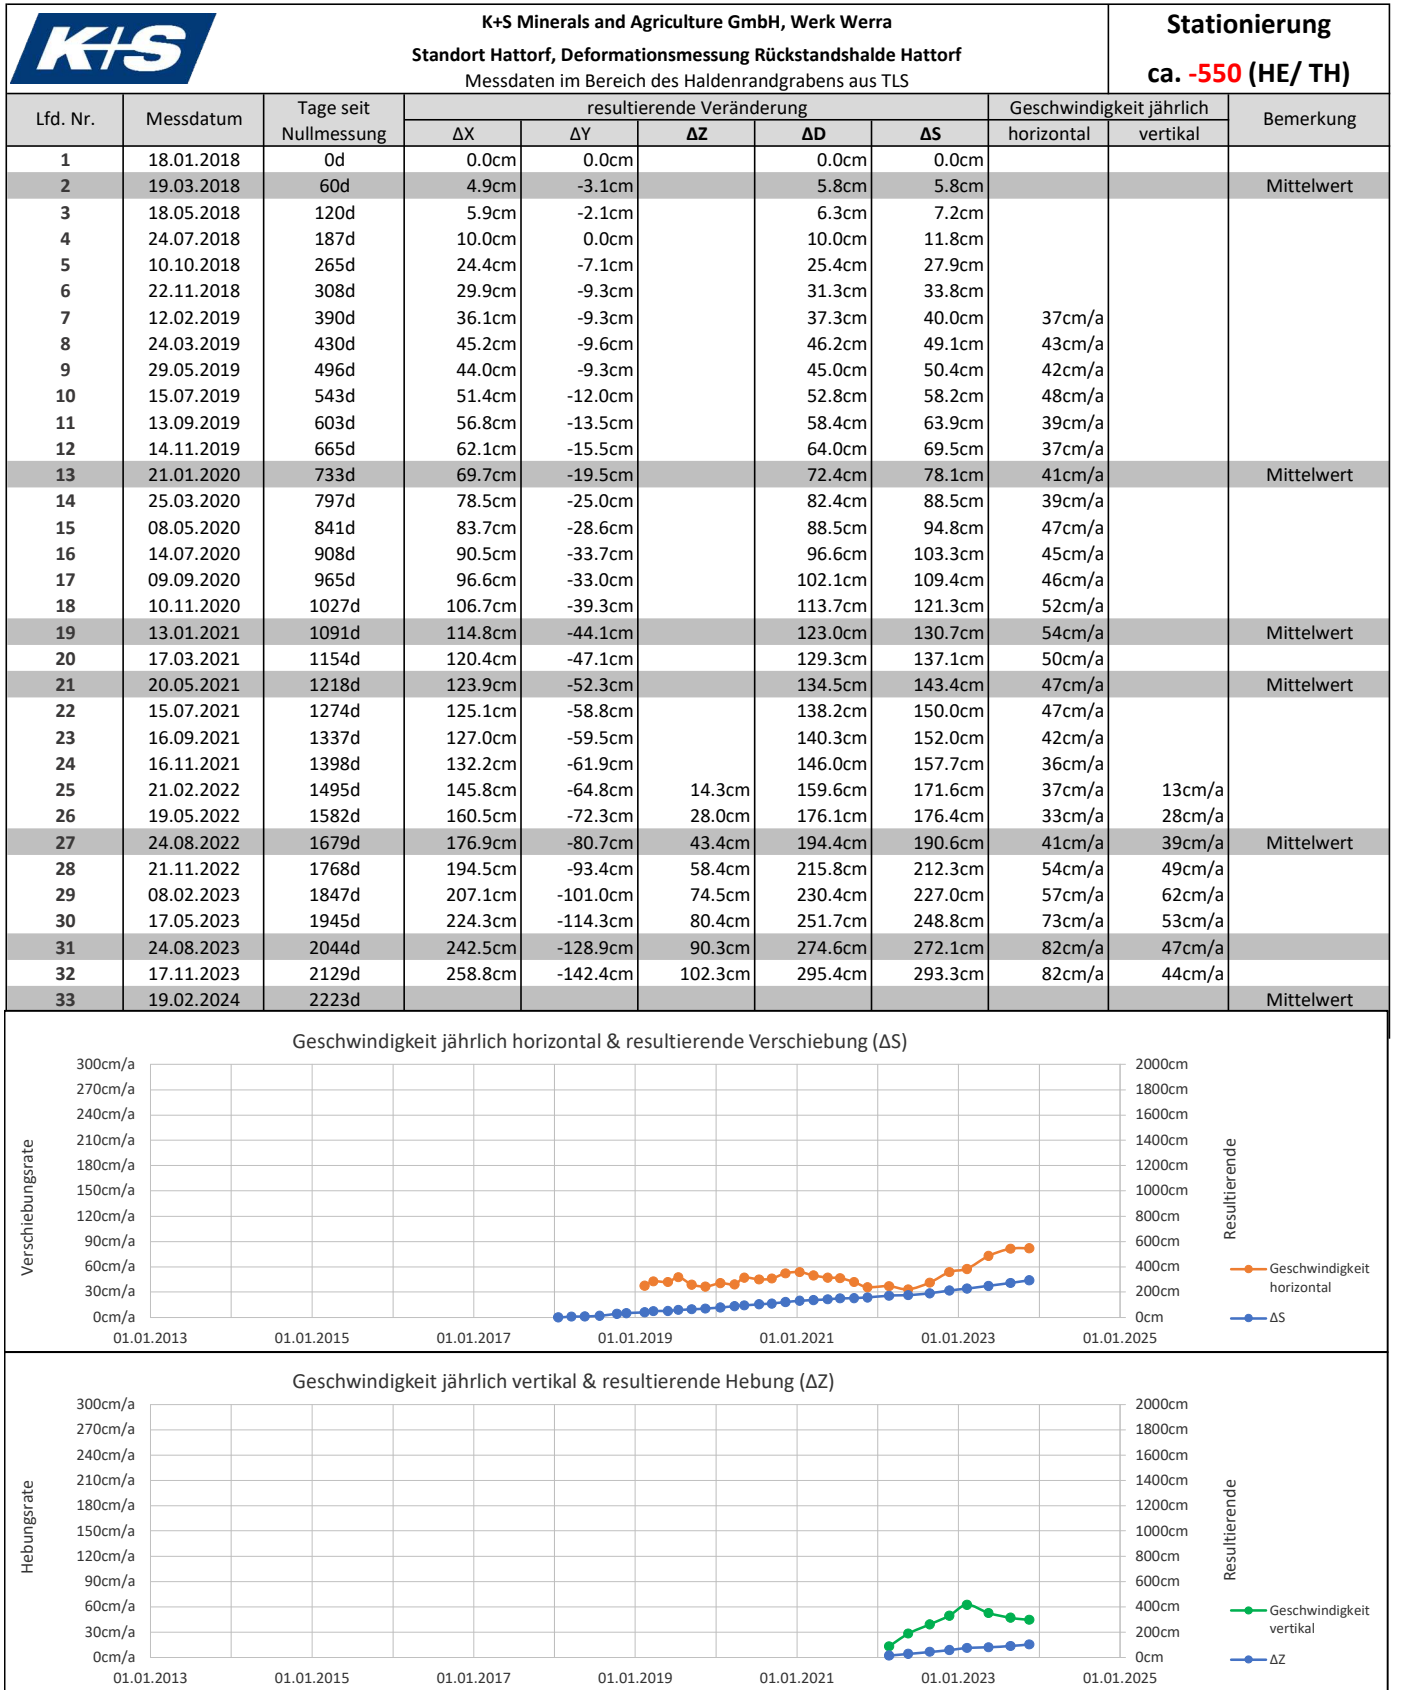 K+S
K+S Minerals and Agriculture GmbH, Werk Werra
Standort Hattorf, Deformationsmessung Rückstandshalde Hattorf
Messdaten im Bereich des Haldenrandgrabens aus TLS
Stationierung
ca. -550 (HE/ TH)
Lfd. Nr. Messdatum Tage seit Nullmessung resultierende Veränderung Geschwindigkeit jährlich Bemerkung
ΔX ΔY ΔZ ΔD ΔS horizontal vertikal
1 18.01.2018 0d 0.0cm 0.0cm 0.0cm 0.0cm
2 19.03.2018 60d 4.9cm -3.1cm 5.8cm 5.8cm Mittelwert
3 18.05.2018 120d 5.9cm -2.1cm 6.3cm 7.2cm
4 24.07.2018 187d 10.0cm 0.0cm 10.0cm 11.8cm
5 10.10.2018 265d 24.4cm -7.1cm 25.4cm 27.9cm
6 22.11.2018 308d 29.9cm -9.3cm 31.3cm 33.8cm
7 12.02.2019 390d 36.1cm -9.3cm 37.3cm 40.0cm 37cm/a
8 24.03.2019 430d 45.2cm -9.6cm 46.2cm 49.1cm 43cm/a
9 29.05.2019 496d 44.0cm -9.3cm 45.0cm 50.4cm 42cm/a
10 15.07.2019 543d 51.4cm -12.0cm 52.8cm 58.2cm 48cm/a
11 13.09.2019 603d 56.8cm -13.5cm 58.4cm 63.9cm 39cm/a
12 14.11.2019 665d 62.1cm -15.5cm 64.0cm 69.5cm 37cm/a
13 21.01.2020 733d 69.7cm -19.5cm 72.4cm 78.1cm 41cm/a Mittelwert
14 25.03.2020 797d 78.5cm -25.0cm 82.4cm 88.5cm 39cm/a
15 08.05.2020 841d 83.7cm -28.6cm 88.5cm 94.8cm 47cm/a
16 14.07.2020 908d 90.5cm -33.7cm 96.6cm 103.3cm 45cm/a
17 09.09.2020 965d 96.6cm -33.0cm 102.1cm 109.4cm 46cm/a
18 10.11.2020 1027d 106.7cm -39.3cm 113.7cm 121.3cm 52cm/a
19 13.01.2021 1091d 114.8cm -44.1cm 123.0cm 130.7cm 54cm/a Mittelwert
20 17.03.2021 1154d 120.4cm -47.1cm 129.3cm 137.1cm 50cm/a
21 20.05.2021 1218d 123.9cm -52.3cm 134.5cm 143.4cm 47cm/a Mittelwert
22 15.07.2021 1274d 125.1cm -58.8cm 138.2cm 150.0cm 47cm/a
23 16.09.2021 1337d 127.0cm -59.5cm 140.3cm 152.0cm 42cm/a
24 16.11.2021 1398d 132.2cm -61.9cm 146.0cm 157.7cm 36cm/a
25 21.02.2022 1495d 145.8cm -64.8cm 14.3cm 159.6cm 171.6cm 37cm/a 13cm/a
26 19.05.2022 1582d 160.5cm -72.3cm 28.0cm 176.1cm 176.4cm 33cm/a 28cm/a
27 24.08.2022 1679d 176.9cm -80.7cm 43.4cm 194.4cm 190.6cm 41cm/a 39cm/a Mittelwert
28 21.11.2022 1768d 194.5cm -93.4cm 58.4cm 215.8cm 212.3cm 54cm/a 49cm/a
29 08.02.2023 1847d 207.1cm -101.0cm 74.5cm 230.4cm 227.0cm 57cm/a 62cm/a
30 17.05.2023 1945d 224.3cm -114.3cm 80.4cm 251.7cm 248.8cm 73cm/a 53cm/a
31 24.08.2023 2044d 242.5cm -128.9cm 90.3cm 274.6cm 272.1cm 82cm/a 47cm/a
32 17.11.2023 2129d 258.8cm -142.4cm 102.3cm 295.4cm 293.3cm 82cm/a 44cm/a
33 19.02.2024 2223d Mittelwert
Geschwindigkeit jährlich horizontal & resultierende Verschiebung (ΔS)
300cm/a 2000cm
270cm/a 1800cm
240cm/a 1600cm
210cm/a 1400cm
180cm/a 1200cm
150cm/a 1000cm
120cm/a 800cm
90cm/a 600cm
60cm/a 400cm
30cm/a 200cm
0cm/a 0cm
Verschiebungsrate
Resultierende
Geschwindigkeit
horizontal
ΔS
01.01.2013 01.01.2015 01.01.2017 01.01.2019 01.01.2021 01.01.2023 01.01.2025
Geschwindigkeit jährlich vertikal & resultierende Hebung (ΔZ)
300cm/a 2000cm
270cm/a 1800cm
240cm/a 1600cm
210cm/a 1400cm
180cm/a 1200cm
150cm/a 1000cm
120cm/a 800cm
90cm/a 600cm
60cm/a 400cm
30cm/a 200cm
0cm/a 0cm
Hebungsrate
Resultierende
Geschwindigkeit
vertikal
ΔZ
01.01.2013 01.01.2015 01.01.2017 01.01.2019 01.01.2021 01.01.2023 01.01.2025